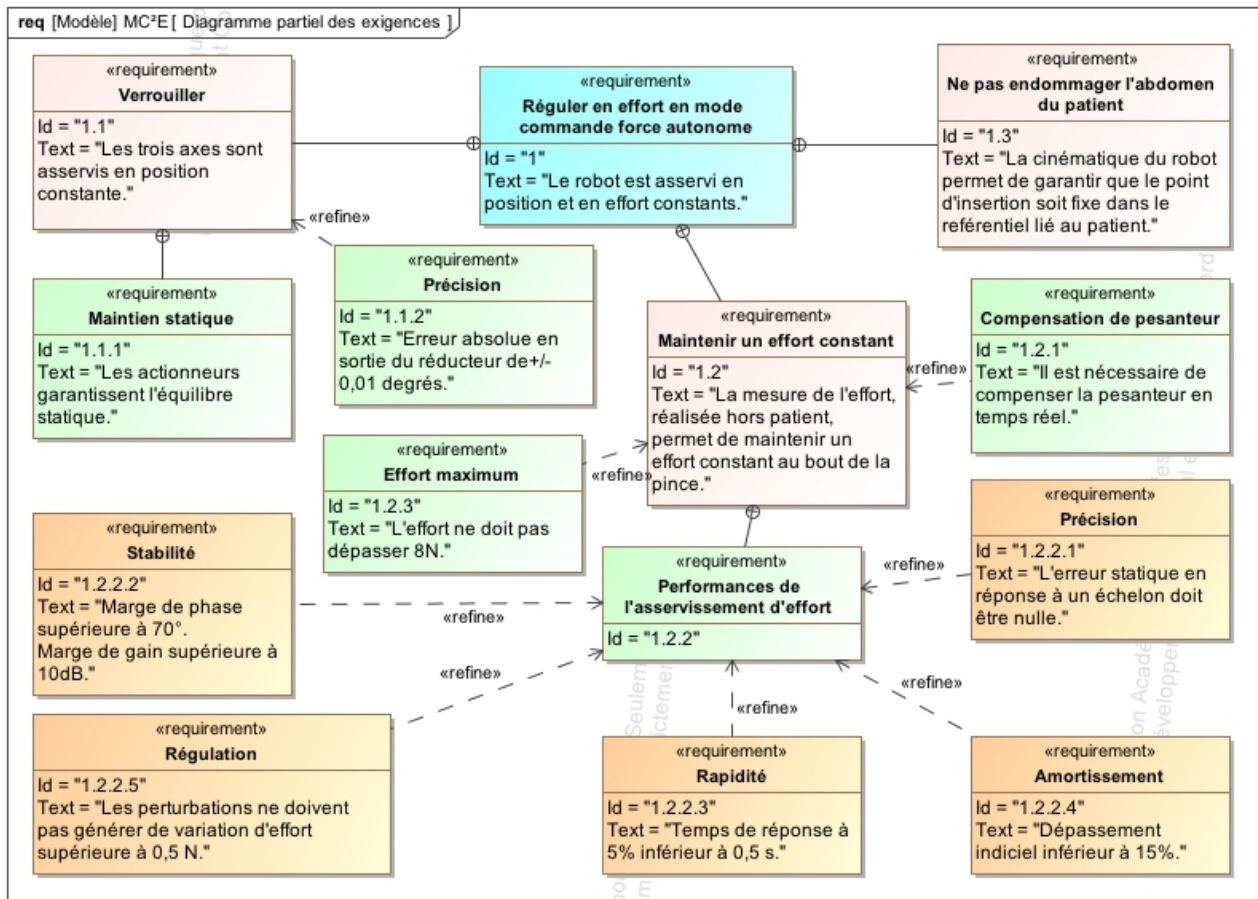 req [Modèle] MC²E [ Diagramme partiel des exigences ]
«requirement»
Verrouiller
Id = "1.1"
Text = "Les trois axes sont
asservis en position
constante."
«requirement»
Réguler en effort en mode
commande force autonome
Id = "1"
Text = "Le robot est asservi en
position et en effort constants."
«requirement»
Ne pas endommager l'abdomen
du patient
Id = "1.3"
Text = "La cinématique du robot
permet de garantir que le point
d'insertion soit fixe dans le
reférentiel lié au patient."
«refine»
«requirement»
Maintien statique
Id = "1.1.1"
Text = "Les actionneurs
garantissent l'équilibre
statique."
«requirement»
Précision
Id = "1.1.2"
Text = "Erreur absolue en
sortie du réducteur de+/-
0,01 degrés."
«requirement»
Maintenir un effort constant
Id = "1.2"
Text = "La mesure de l'effort,
réalisée hors patient,
permet de maintenir un
effort constant au bout de la
pince."
«refine»
«requirement»
Compensation de pesanteur
Id = "1.2.1"
Text = "Il est nécessaire de
compenser la pesanteur en
temps réel."
«requirement»
Effort maximum
Id = "1.2.3"
Text = "L'effort ne doit pas
dépasser 8N."
«refine»
«requirement»
Stabilité
Id = "1.2.2.2"
Text = "Marge de phase
supérieure à 70°.
Marge de gain supérieure à
10dB."
«refine»
«requirement»
Performances de
l'asservissement d'effort
Id = "1.2.2"
«refine»
«requirement»
Précision
Id = "1.2.2.1"
Text = "L'erreur statique en
réponse à un échelon doit
être nulle."
«refine»
«requirement»
Régulation
Id = "1.2.2.5"
Text = "Les perturbations ne doivent
pas générer de variation d'effort
supérieure à 0,5 N."
«refine»
«requirement»
Rapidité
Id = "1.2.2.3"
Text = "Temps de réponse à
5% inférieur à 0,5 s."
«refine»
«requirement»
Amortissement
Id = "1.2.2.4"
Text = "Dépassement
indiciel inférieur à 15%."